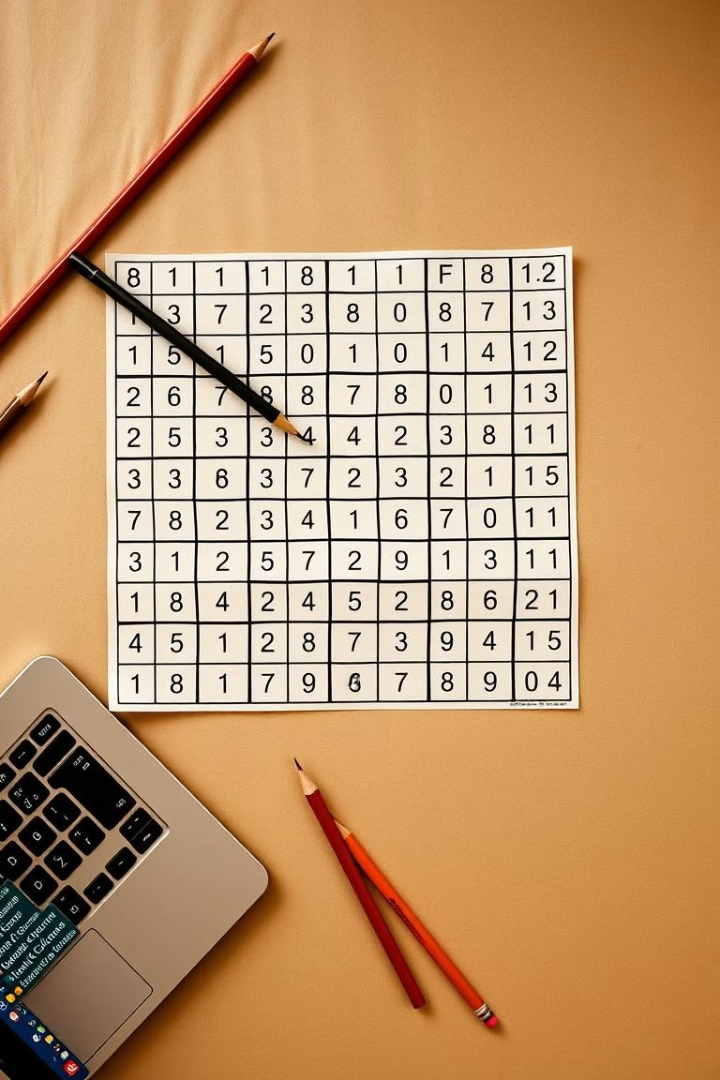 8 1 1 1 8 1 1 F 8 1.2
1 3 7 2 3 8 0 8 7 13
1 5 1 5 0 1 0 1 4 12
2 6 7 8 8 7 8 0 1 13
2 5 3 3 4 4 2 3 8 11
3 3 6 3 7 2 3 2 1 15
7 8 2 3 4 1 6 7 0 11
3 1 2 5 7 2 9 1 3 11
1 8 4 2 4 5 2 8 6 21
4 5 1 2 8 7 3 9 4 15
1 8 1 7 9 7 8 9 04